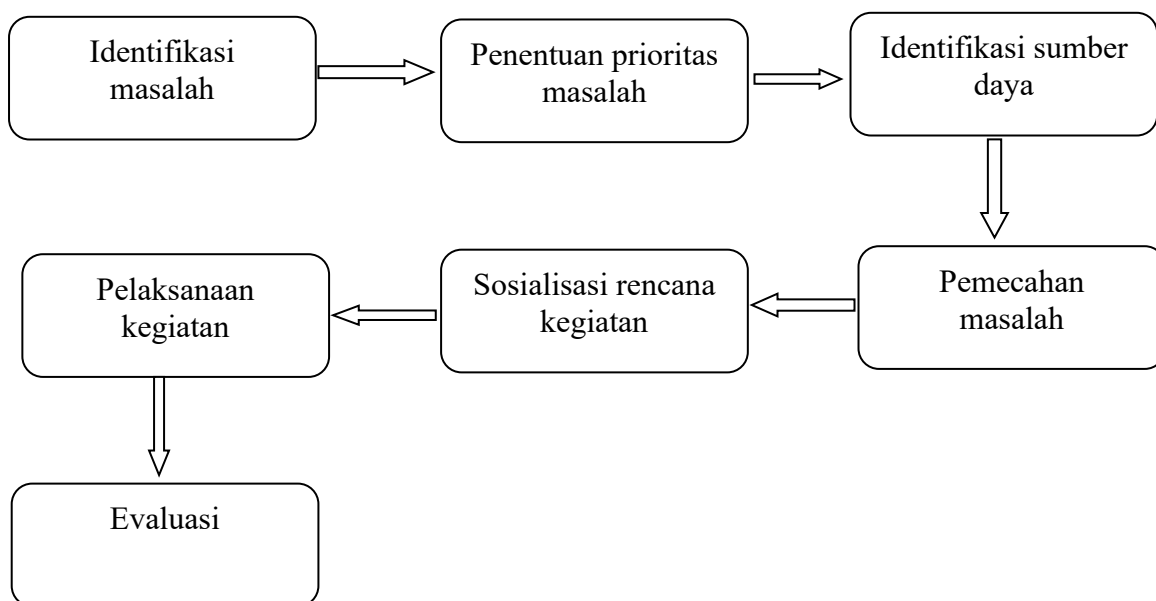 Identifikasi
masalah
Penentuan prioritas
masalah
Identifikasi sumber
daya
Pemecahan
masalah
Sosialisasi rencana
kegiatan
Pelaksanaan
kegiatan
Evaluasi